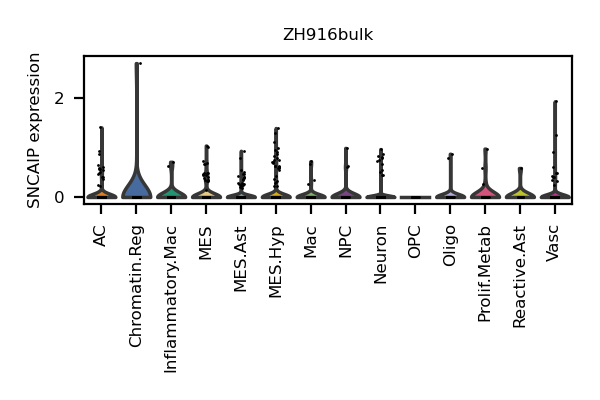 ZH916bulk
SNCAIP expression
2
0
AC
Chromatin.Reg
Inflammatory.Mac
MES
MES.Ast
MES.Hyp
Mac
NPC
Neuron
OPC
Oligo
Prolif.Metab
Reactive.Ast
Vasc